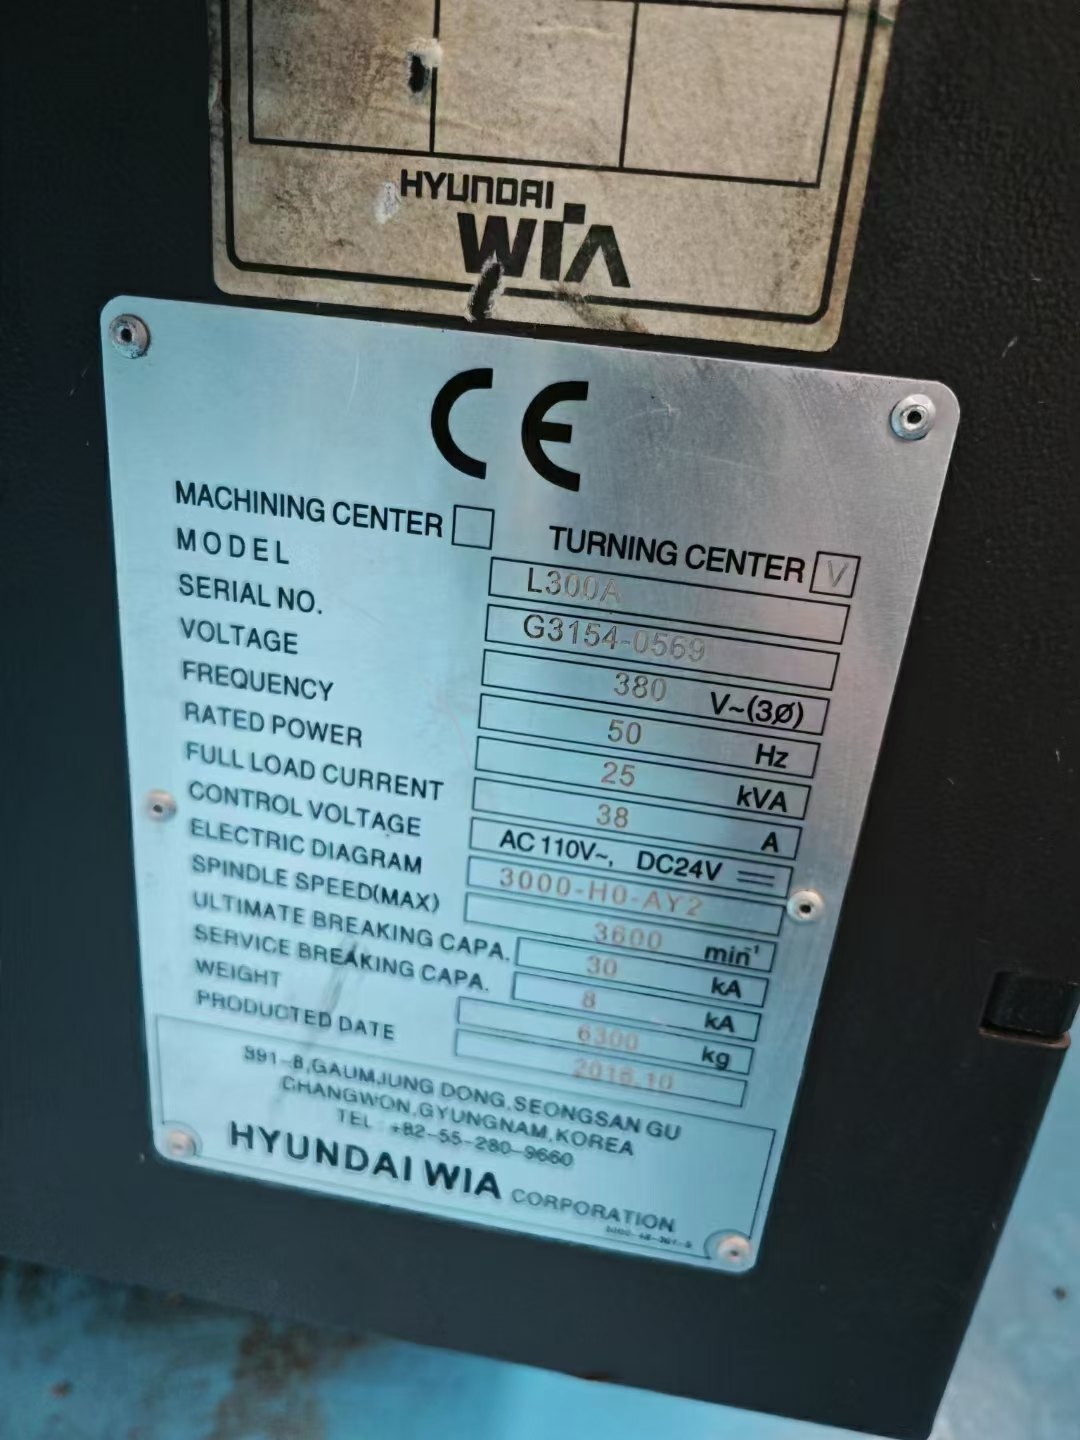 HYUNDAI
WIA
CE
MACHINING CENTER TURNING CENTER V
MODEL L300A
SERIAL NO. G3154-0569
VOLTAGE 380 V~(3Ø)
FREQUENCY 50 Hz
RATED POWER 25 kVA
FULL LOAD CURRENT 38 A
CONTROL VOLTAGE AC 110V~, DC24V
ELECTRIC DIAGRAM 3000-H0-AY2
SPINDLE SPEED(MAX) 3600 min⁻¹
ULTIMATE BREAKING CAPA. 30 kA
SERVICE BREAKING CAPA. 8 kA
WEIGHT 6300 kg
PRODUCTED DATE 2016.10
391-8,GAUMJUNG DONG,SEONGSAN GU
CHANGWON,GYUNGNAM,KOREA
TEL : +82-55-280-9660
HYUNDAI WIA CORPORATION